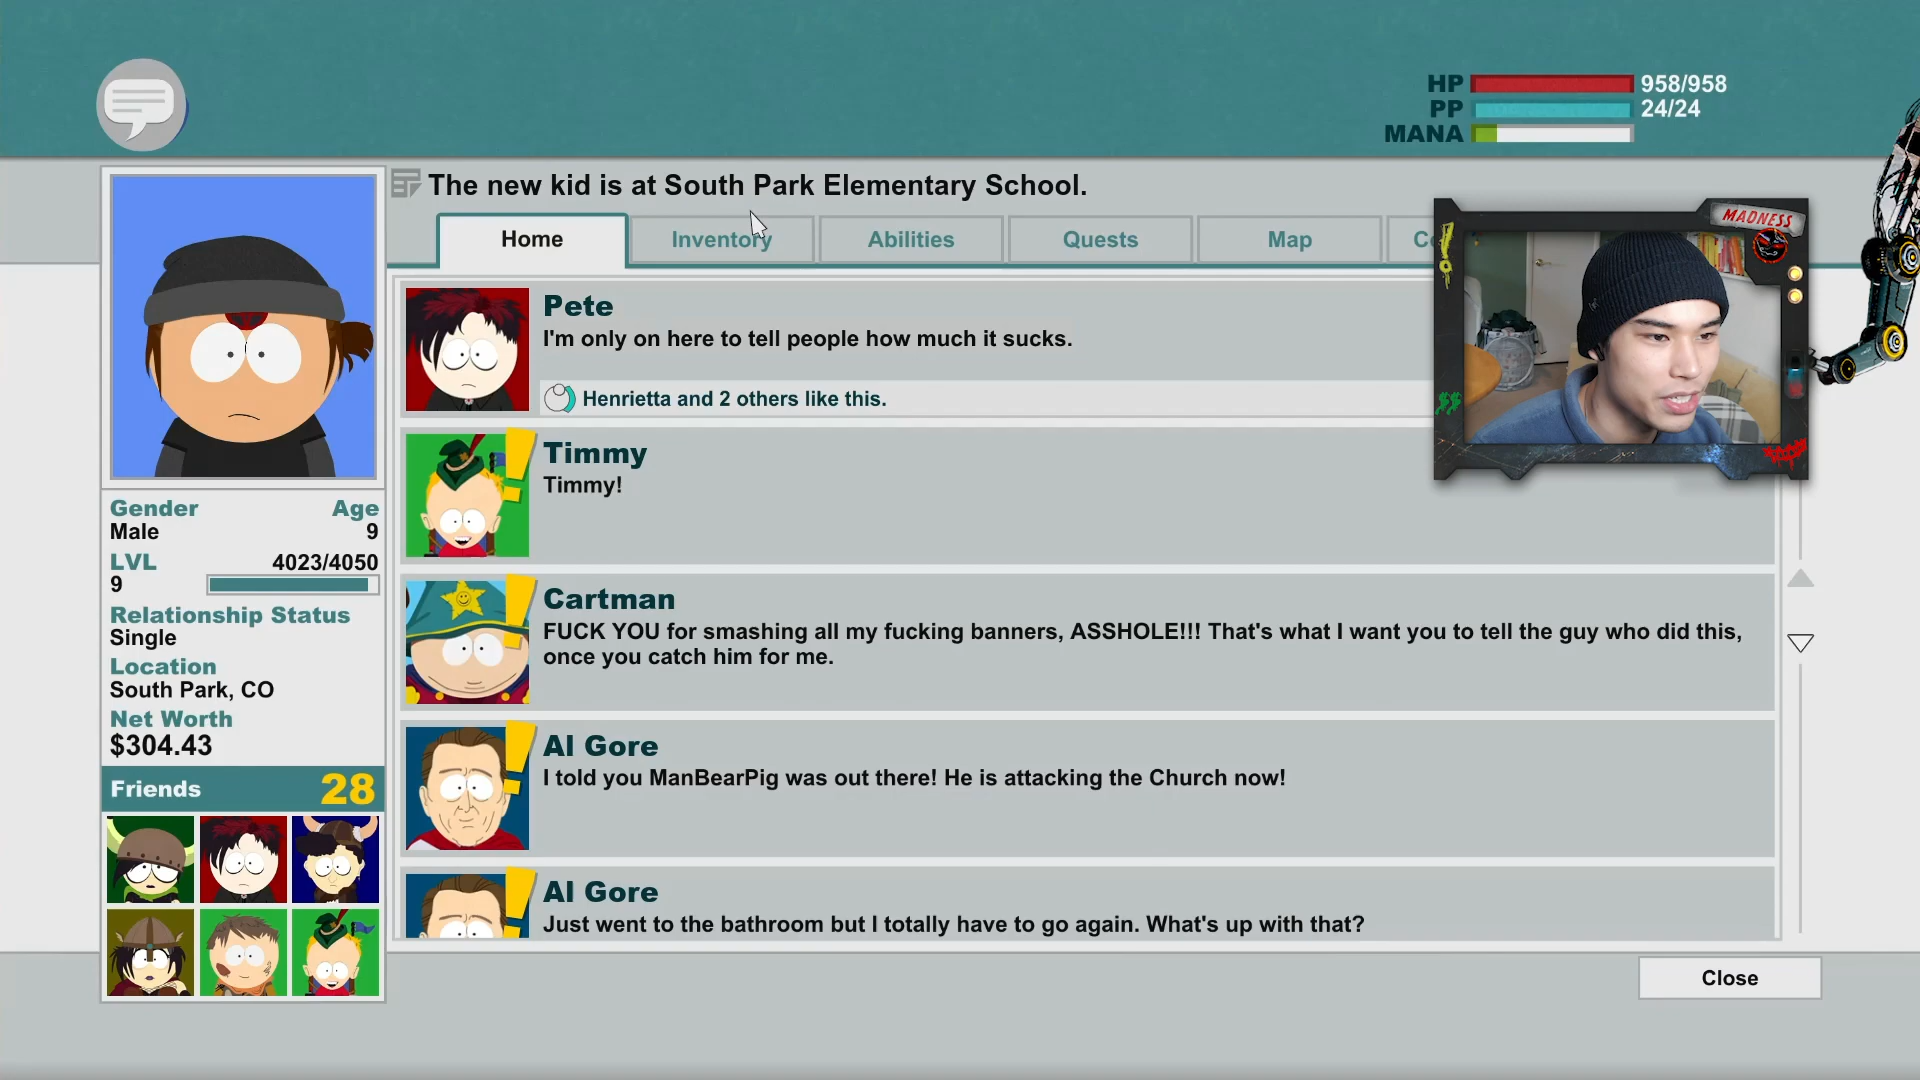 HP 958/958
PP 24/24
MANA
The new kid is at South Park Elementary School.
Home Inventory Abilities Quests Map
MADNESS
Pete
I'm only on here to tell people how much it sucks.
Henrietta and 2 others like this.
Timmy
Timmy!
Cartman
FUCK YOU for smashing all my fucking banners, ASSHOLE!!! That's what I want you to tell the guy who did this,
once you catch him for me.
Al Gore
I told you ManBearPig was out there! He is attacking the Church now!
Al Gore
Just went to the bathroom but I totally have to go again. What's up with that?
Gender Age
Male 9
LVL 4023/4050
9
Relationship Status
Single
Location
South Park, CO
Net Worth
$304.43
Friends 28
Close